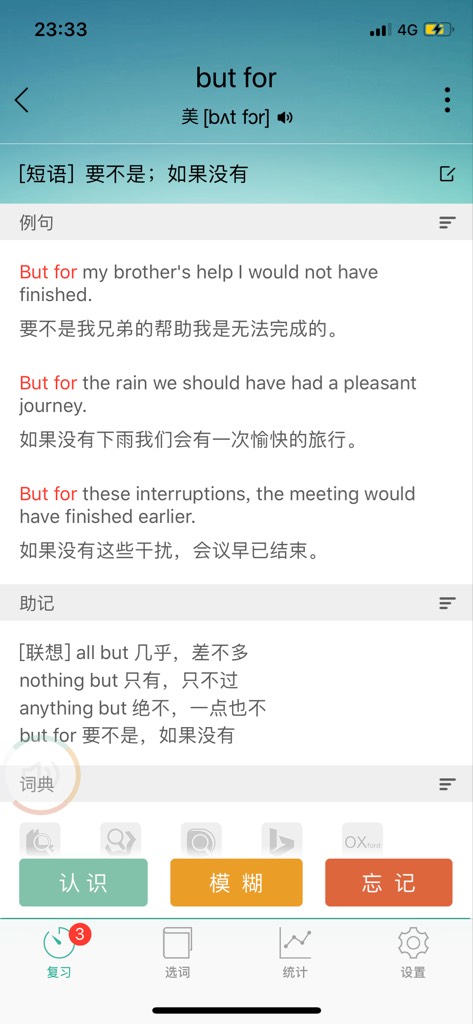 23:33
4G
but for
美 [bʌt fɔr]
[短语] 要不是；如果没有
例句
But for my brother's help I would not have
finished.
要不是我兄弟的帮助我是无法完成的。
But for the rain we should have had a pleasant
journey.
如果没有下雨我们会有一次愉快的旅行。
But for these interruptions, the meeting would
have finished earlier.
如果没有这些干扰，会议早已结束。
助记
[联想] all but 几乎，差不多
nothing but 只有，只不过
anything but 绝不，一点也不
but for 要不是，如果没有
词典
OXford
认识 模糊 忘记
3
复习 选词 统计 设置